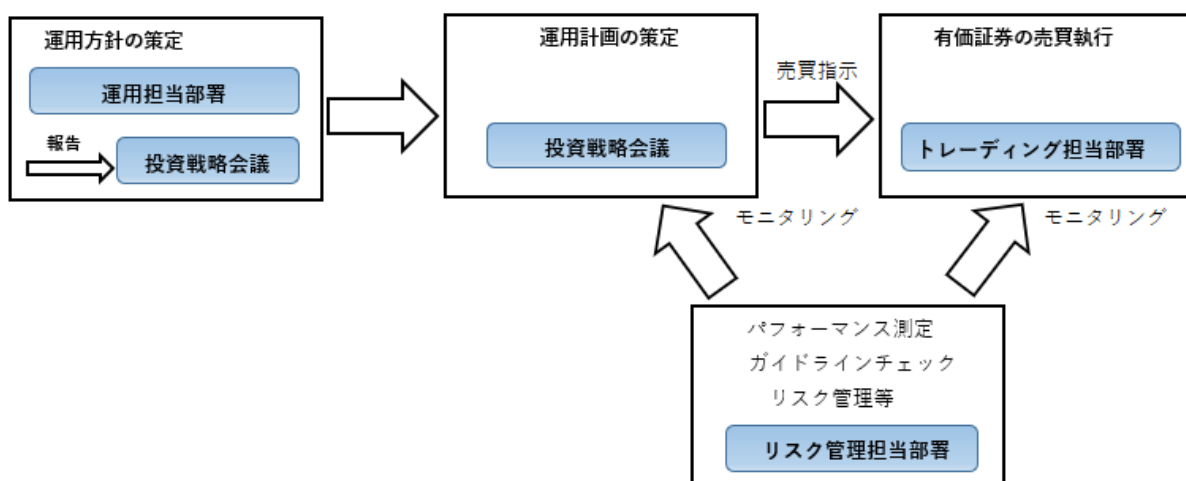 運用方針の策定
運用担当部署
報告
投資戦略会議
運用計画の策定
投資戦略会議
売買指示
有価証券の売買執行
トレーディング担当部署
モニタリング
モニタリング
パフォーマンス測定
ガイドラインチェック
リスク管理等
リスク管理担当部署